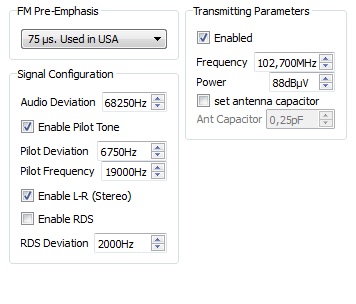 FM Pre-Emphasis
75 µs. Used in USA
Signal Configuration
Audio Deviation 68250Hz
Enable Pilot Tone
Pilot Deviation 6750Hz
Pilot Frequency 19000Hz
Enable L-R (Stereo)
Enable RDS
RDS Deviation 2000Hz
Transmitting Parameters
Enabled
Frequency 102,700MHz
Power 88dBµV
set antenna capacitor
Ant Capacitor 0,25pF